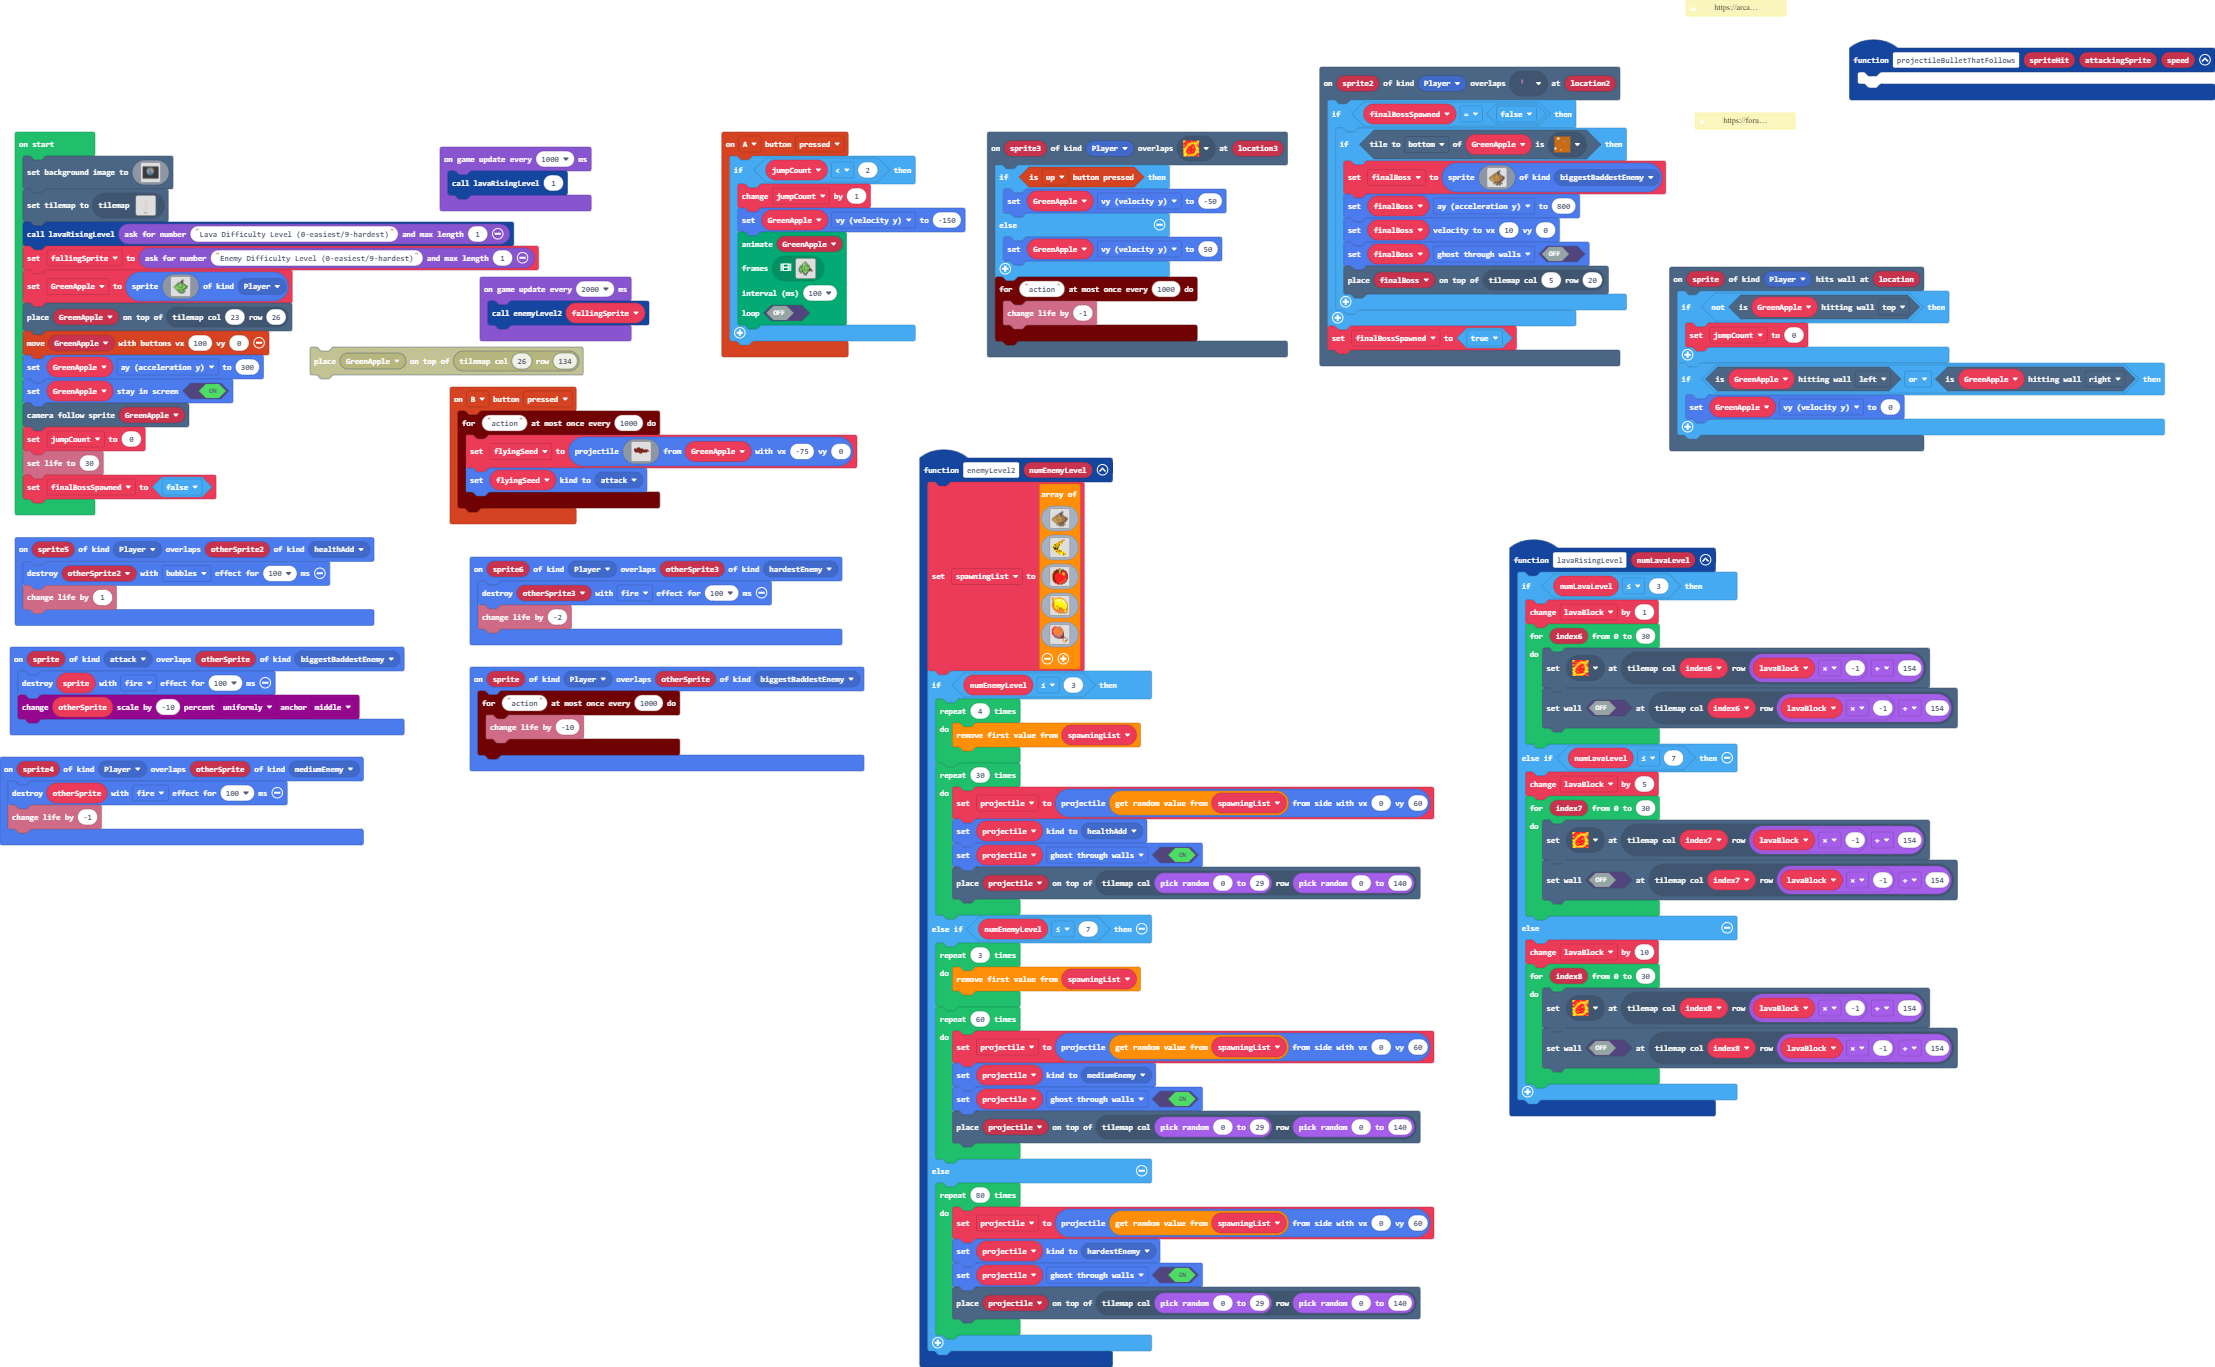 https://arca...
function projectileBulletThatFollows spriteHit attackingSprite speed
https://foru...
on start
set background image to
set tilemap to tilemap
call lavaRisingLevel ask for number "Lava Difficulty Level (0-easiest/9-hardest)" and max length 1
set fallingSprite to ask for number "Enemy Difficulty Level (0-easiest/9-hardest)" and max length 1
set GreenApple to sprite of kind Player
place GreenApple on top of tilemap col 23 row 26
move GreenApple with buttons vx 100 vy 0
set GreenApple ay (acceleration y) to 300
set GreenApple stay in screen ON
camera follow sprite GreenApple
set jumpCount to 0
set life to 30
set finalBossSpawned to false
on game update every 1000 ms
call lavaRisingLevel 1
on game update every 2000 ms
call enemyLevel2 fallingSprite
place GreenApple on top of tilemap col 26 row 134
on B button pressed
for "action" at most once every 1000 do
set flyingSeed to projectile from GreenApple with vx -75 vy 0
set flyingSeed kind to attack
on A button pressed
if jumpCount < 2 then
change jumpCount by 1
set GreenApple vy (velocity y) to -150
animate GreenApple
frames
interval (ms) 100
loop OFF
on sprite3 of kind Player overlaps at location3
if is up button pressed then
set GreenApple vy (velocity y) to -50
else
set GreenApple vy (velocity y) to 50
for "action" at most once every 1000 do
change life by -1
on sprite2 of kind Player overlaps at location2
if finalBossSpawned = false then
if tile to bottom of GreenApple is then
set finalBoss to sprite of kind biggestBaddestEnemy
set finalBoss ay (acceleration y) to 800
set finalBoss velocity to vx 10 vy 0
set finalBoss ghost through walls OFF
place finalBoss on top of tilemap col 5 row 20
set finalBossSpawned to true
on sprite of kind Player hits wall at location
if not is GreenApple hitting wall top then
set jumpCount to 0
if is GreenApple hitting wall left or is GreenApple hitting wall right then
set GreenApple vy (velocity y) to 0
on sprite5 of kind Player overlaps otherSprite2 of kind healthAdd
destroy otherSprite2 with bubbles effect for 100 ms
change life by 1
on sprite of kind attack overlaps otherSprite of kind biggestBaddestEnemy
destroy sprite with fire effect for 100 ms
change otherSprite scale by -10 percent uniformly anchor middle
on sprite4 of kind Player overlaps otherSprite of kind mediumEnemy
destroy otherSprite with fire effect for 100 ms
change life by -1
on sprite6 of kind Player overlaps otherSprite3 of kind hardestEnemy
destroy otherSprite3 with fire effect for 100 ms
change life by -2
on sprite of kind Player overlaps otherSprite of kind biggestBaddestEnemy
for "action" at most once every 1000 do
change life by -10
function enemyLevel2 numEnemyLevel
array of
set spawningList to
if numEnemyLevel ≤ 3 then
repeat 4 times
do remove first value from spawningList
repeat 30 times
do set projectile to projectile get random value from spawningList from side with vx 0 vy 60
set projectile kind to healthAdd
set projectile ghost through walls ON
place projectile on top of tilemap col pick random 0 to 29 row pick random 0 to 140
else if numEnemyLevel ≤ 7 then
repeat 3 times
do remove first value from spawningList
repeat 60 times
do set projectile to projectile get random value from spawningList from side with vx 0 vy 60
set projectile kind to mediumEnemy
set projectile ghost through walls ON
place projectile on top of tilemap col pick random 0 to 29 row pick random 0 to 140
else
repeat 80 times
do set projectile to projectile get random value from spawningList from side with vx 0 vy 60
set projectile kind to hardestEnemy
set projectile ghost through walls ON
place projectile on top of tilemap col pick random 0 to 29 row pick random 0 to 140
function lavaRisingLevel numLavaLevel
if numLavaLevel ≤ 3 then
change lavaBlock by 1
for index6 from 0 to 30
do set at tilemap col index6 row lavaBlock × -1 + 154
set wall OFF at tilemap col index6 row lavaBlock × -1 + 154
else if numLavaLevel ≤ 7 then
change lavaBlock by 5
for index7 from 0 to 30
do set at tilemap col index7 row lavaBlock × -1 + 154
set wall OFF at tilemap col index7 row lavaBlock × -1 + 154
else
change lavaBlock by 10
for index8 from 0 to 30
do set at tilemap col index8 row lavaBlock × -1 + 154
set wall OFF at tilemap col index8 row lavaBlock × -1 + 154